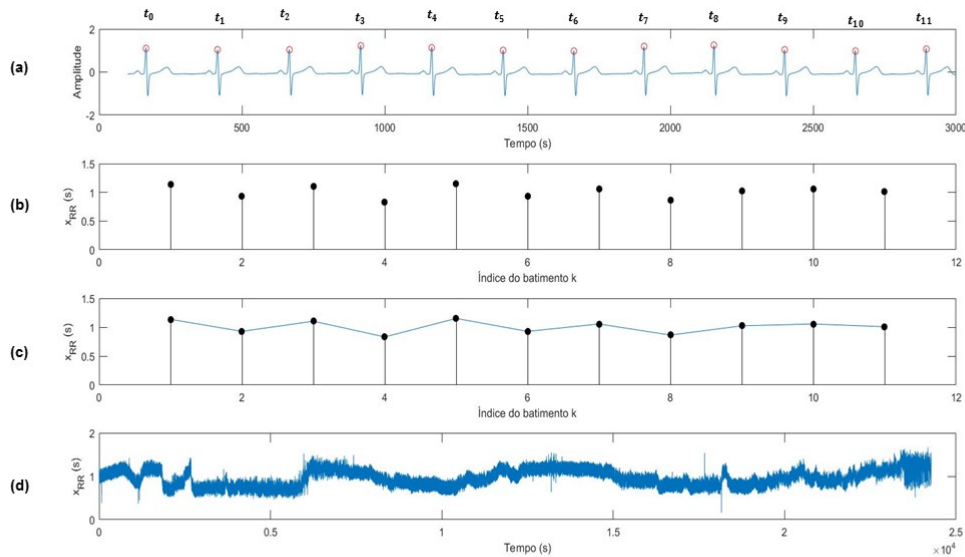 t0 t1 t2 t3 t4 t5 t6 t7 t8 t9 t10 t11
(a)
Amplitude
2
0
-2
0 500 1000 1500 2000 2500 3000
Tempo (s)
(b)
xRR (s)
1.5
1
0.5
0
0 2 4 6 8 10 12
Índice do batimento k
(c)
xRR (s)
1.5
1
0.5
0
0 2 4 6 8 10 12
Índice do batimento k
(d)
xRR (s)
2
1
0
0 0.5 1 1.5 2 2.5
Tempo (s)
×10^4